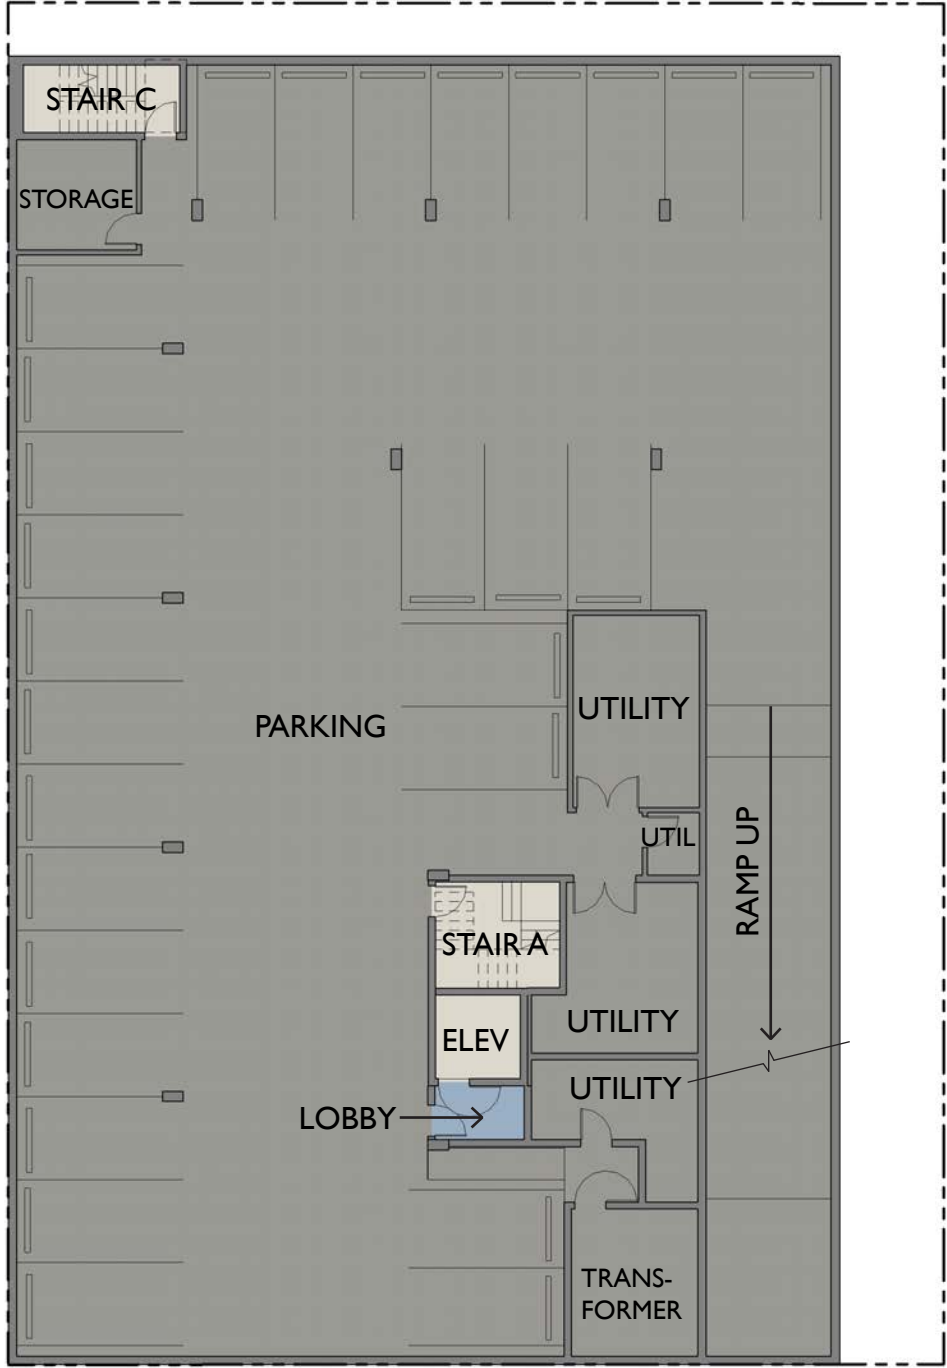 STAIR C
STORAGE
PARKING
UTILITY
UTIL
RAMP UP
STAIR A
UTILITY
ELEV
UTILITY
LOBBY
TRANS-
FORMER